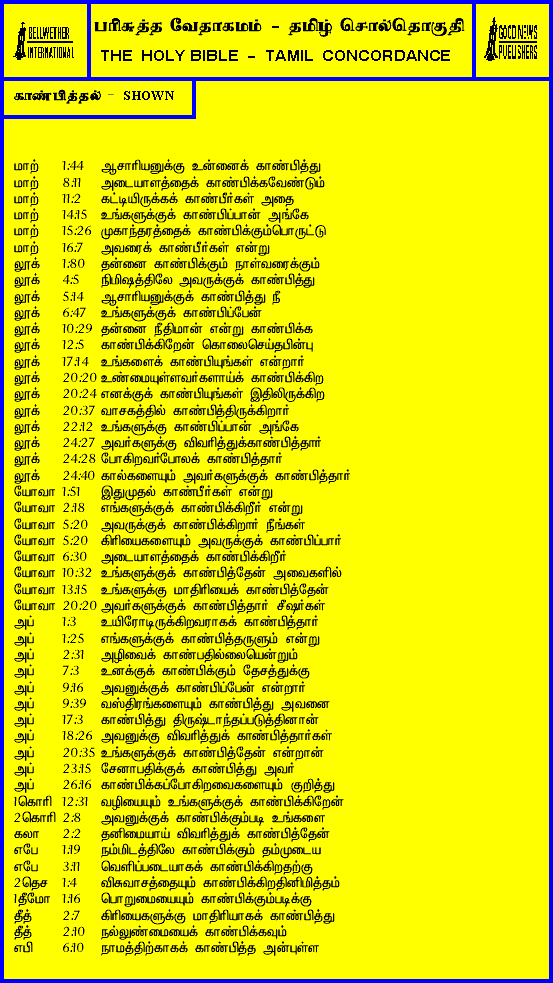 BELLWETHER
INTERNATIONAL
பரிசுத்த வேதாகமம் - தமிழ் சொல்தொகுதி
THE HOLY BIBLE - TAMIL CONCORDANCE
GOOD NEWS
PUBLISHERS
காண்பித்தல் - SHOWN
மாற் 1:44 ஆசாரியனுக்கு உன்னைக் காண்பித்து
மாற் 8:11 அடையாளத்தைக் காண்பிக்கவேண்டும்
மாற் 11:2 கட்டியிருக்கக் காண்பீர்கள் அதை
மாற் 14:15 உங்களுக்குக் காண்பிப்பான் அங்கே
மாற் 15:26 முகாந்தரத்தைக் காண்பிக்கும்பொருட்டு
மாற் 16:7 அவரைக் காண்பீர்கள் என்று
லூக் 1:80 தன்னை காண்பிக்கும் நாள்வரைக்கும்
லூக் 4:5 நிமிஷத்திலே அவருக்குக் காண்பித்து
லூக் 5:14 ஆசாரியனுக்குக் காண்பித்து நீ
லூக் 6:47 உங்களுக்குக் காண்பிப்பேன்
லூக் 10:29 தன்னை நீதிமான் என்று காண்பிக்க
லூக் 12:5 காண்பிக்கிறேன் கொலைசெய்தபின்பு
லூக் 17:14 உங்களைக் காண்பியுங்கள் என்றார்
லூக் 20:20 உண்மையுள்ளவர்களாய்க் காண்பிக்கிற
லூக் 20:24 எனக்குக் காண்பியுங்கள் இதிலிருக்கிற
லூக் 20:37 வாசகத்தில் காண்பித்திருக்கிறார்
லூக் 22:12 உங்களுக்கு காண்பிப்பான் அங்கே
லூக் 24:27 அவர்களுக்கு விவரித்துக்காண்பித்தார்
லூக் 24:28 போகிறவர்போலக் காண்பித்தார்
லூக் 24:40 கால்களையும் அவர்களுக்குக் காண்பித்தார்
யோவா 1:51 இதுமுதல் காண்பீர்கள் என்று
யோவா 2:18 எங்களுக்குக் காண்பிக்கிறீர் என்று
யோவா 5:20 அவருக்குக் காண்பிக்கிறார் நீங்கள்
யோவா 5:20 கிரியைகளையும் அவருக்குக் காண்பிப்பார்
யோவா 6:30 அடையாளத்தைக் காண்பிக்கிறீர்
யோவா 10:32 உங்களுக்குக் காண்பித்தேன் அவைகளில்
யோவா 13:15 உங்களுக்கு மாதிரியைக் காண்பித்தேன்
யோவா 20:20 அவர்களுக்குக் காண்பித்தார் சீஷர்கள்
அப் 1:3 உயிரோடிருக்கிறவராகக் காண்பித்தார்
அப் 1:25 எங்களுக்குக் காண்பித்தருளும் என்று
அப் 2:31 அழிவைக் காண்பதில்லையென்றும்
அப் 7:3 உனக்குக் காண்பிக்கும் தேசத்துக்கு
அப் 9:16 அவனுக்குக் காண்பிப்பேன் என்றார்
அப் 9:39 வஸ்திரங்களையும் காண்பித்து அவனை
அப் 17:3 காண்பித்து திருஷ்டாந்தப்படுத்தினான்
அப் 18:26 அவனுக்கு விவரித்துக் காண்பித்தார்கள்
அப் 20:35 உங்களுக்குக் காண்பித்தேன் என்றான்
அப் 23:15 சேனாபதிக்குக் காண்பித்து அவர்
அப் 26:16 காண்பிக்கப்போகிறவைகளையும் குறித்து
1கொரி 12:31 வழியையும் உங்களுக்குக் காண்பிக்கிறேன்
2கொரி 2:8 அவனுக்குக் காண்பிக்கும்படி உங்களை
கலா 2:2 தனிமையாய் விவரித்துக் காண்பித்தேன்
எபே 1:19 நம்மிடத்திலே காண்பிக்கும் தம்முடைய
எபே 3:11 வெளிப்படையாகக் காண்பிக்கிறதற்கு
2தெச 1:4 விசுவாசத்தையும் காண்பிக்கிறதினிமித்தம்
1தீமோ 1:16 பொறுமையையும் காண்பிக்கும்படிக்கு
தீத் 2:7 கிரியைகளுக்கு மாதிரியாகக் காண்பித்து
தீத் 2:10 நல்லுண்மையைக் காண்பிக்கவும்
எபி 6:10 நாமத்திற்காகக் காண்பித்த அன்புள்ள